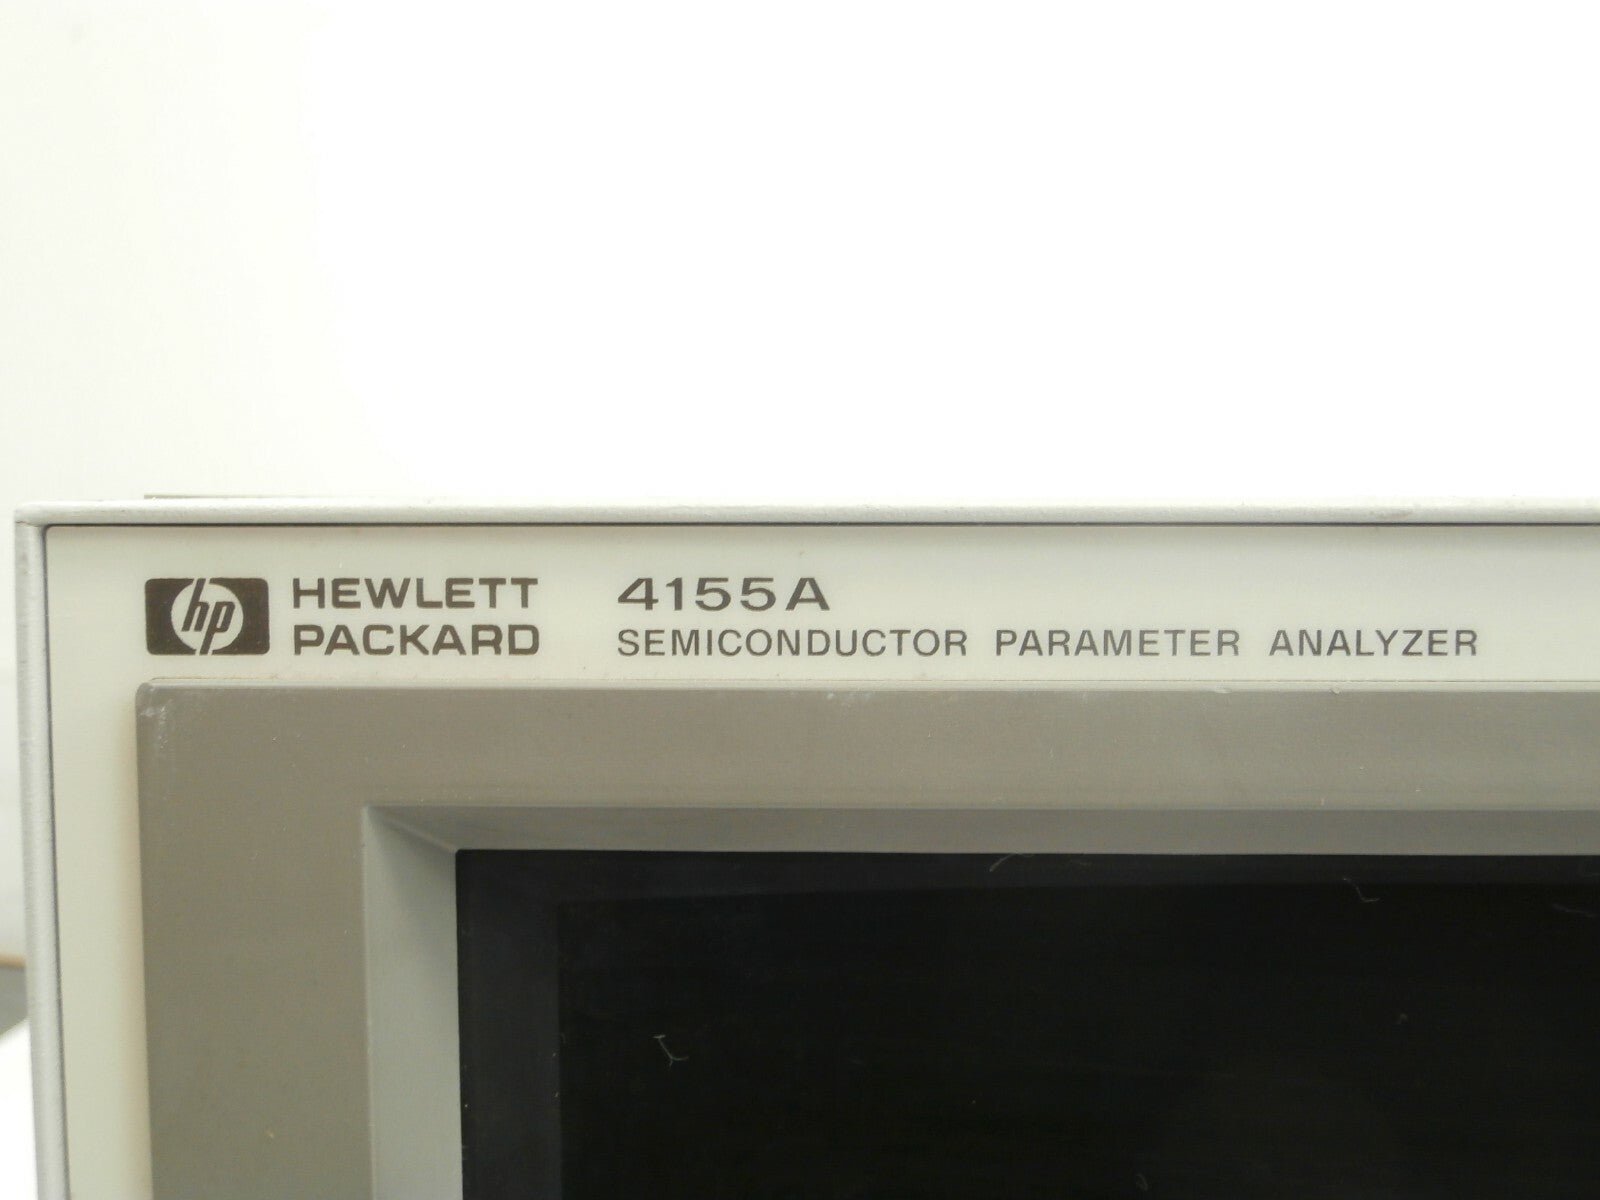 hp HEWLETT PACKARD
4155A
SEMICONDUCTOR PARAMETER ANALYZER